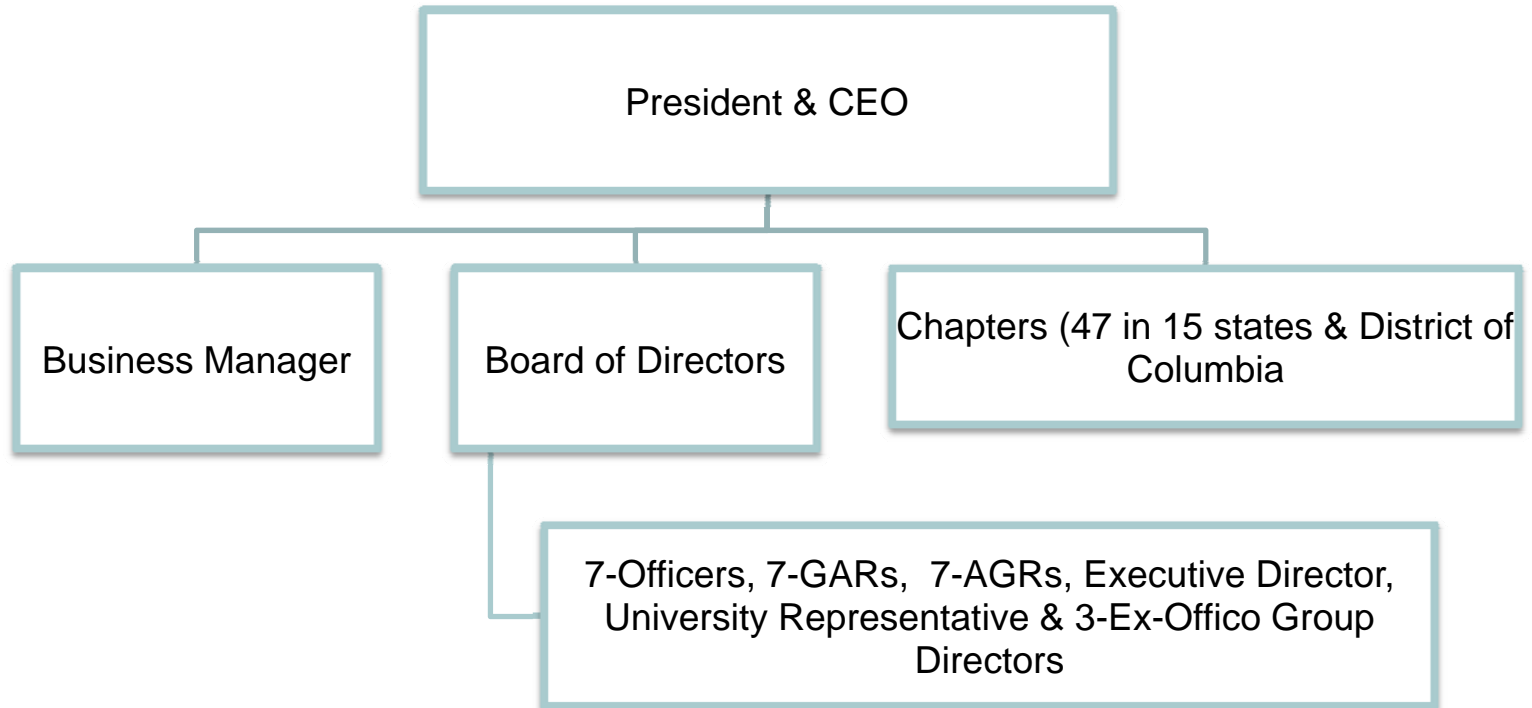 President & CEO
Business Manager
Board of Directors
Chapters (47 in 15 states & District of
Columbia
7-Officers, 7-GARs,  7-AGRs, Executive Director,
University Representative & 3-Ex-Offico Group
Directors